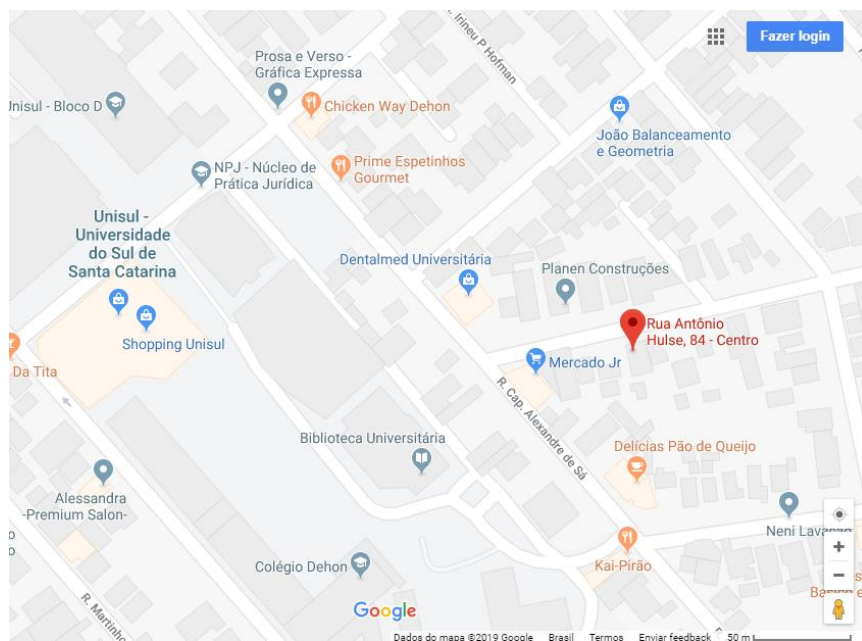 R. Irineu P Hofman
Fazer login
Prosa e Verso -
Gráfica Expressa
Unisul - Bloco D
Chicken Way Dehon
João Balanceamento
e Geometria
NPJ - Núcleo de
Prática Jurídica
Prime Espetinhos
Gourmet
Unisul -
Universidade
do Sul de
Santa Catarina
Dentalmed Universitária
Planen Construções
Rua Antônio
Hulse, 84 - Centro
Shopping Unisul
Da Tita
Mercado Jr
R. Cap. Alexandre de Sá
Biblioteca Universitária
Delícias Pão de Queijo
Alessandra
-Premium Salon-
Neni Lavação
Colégio Dehon
Kai-Pirão
R. Martinho
Google
Dados do mapa ©2019 Google Brasil Termos Enviar feedback 50 m